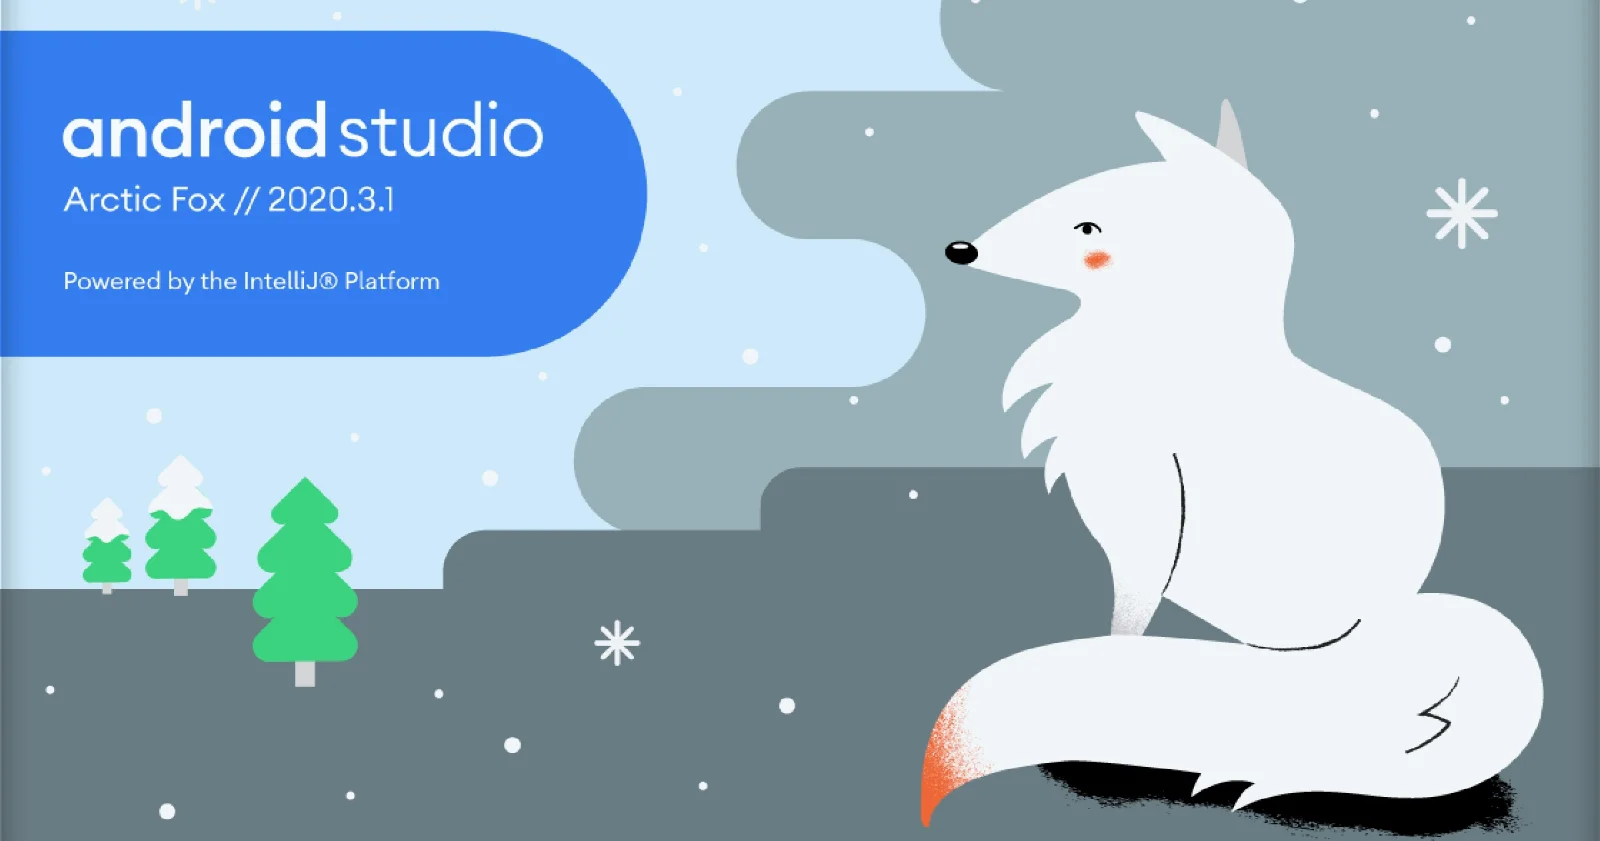 android studio
Arctic Fox // 2020.3.1
Powered by the IntelliJ® Platform